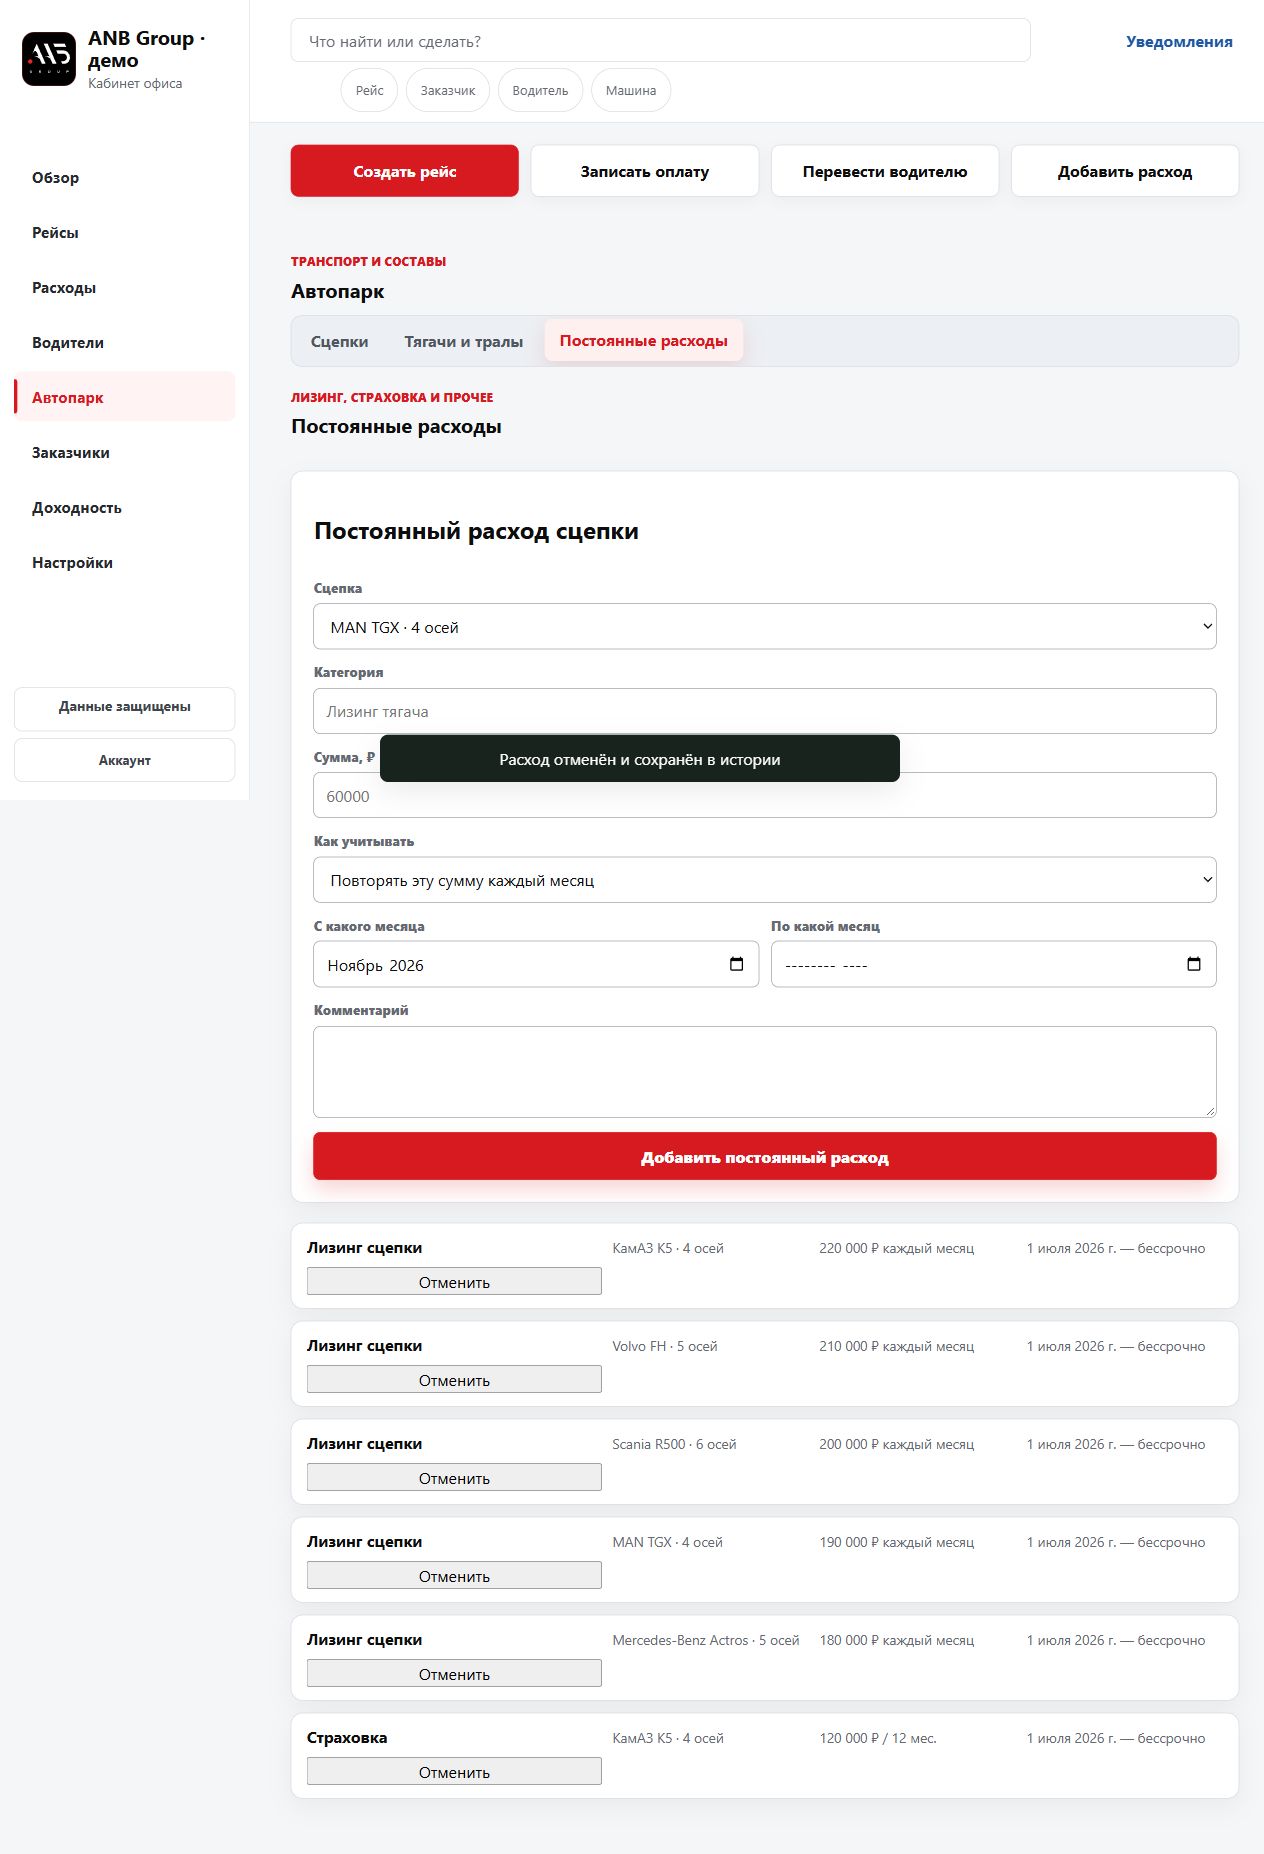 ANB Group ·
демо
Кабинет офиса
Что найти или сделать?
Уведомления
Рейс
Заказчик
Водитель
Машина
Обзор
Рейсы
Расходы
Водители
Автопарк
Заказчики
Доходность
Настройки
Данные защищены
Аккаунт
Создать рейс
Записать оплату
Перевести водителю
Добавить расход
ТРАНСПОРТ И СОСТАВЫ
Автопарк
Сцепки
Тягачи и тралы
Постоянные расходы
ЛИЗИНГ, СТРАХОВКА И ПРОЧЕЕ
Постоянные расходы
Постоянный расход сцепки
Сцепка
MAN TGX · 4 осей
Категория
Лизинг тягача
Сумма, ₽
Расход отменён и сохранён в истории
60000
Как учитывать
Повторять эту сумму каждый месяц
С какого месяца
По какой месяц
Ноябрь 2026
-------- ----
Комментарий
Добавить постоянный расход
Лизинг сцепки
КамАЗ К5 · 4 осей
220 000 ₽ каждый месяц
1 июля 2026 г. — бессрочно
Отменить
Лизинг сцепки
Volvo FH · 5 осей
210 000 ₽ каждый месяц
1 июля 2026 г. — бессрочно
Отменить
Лизинг сцепки
Scania R500 · 6 осей
200 000 ₽ каждый месяц
1 июля 2026 г. — бессрочно
Отменить
Лизинг сцепки
MAN TGX · 4 осей
190 000 ₽ каждый месяц
1 июля 2026 г. — бессрочно
Отменить
Лизинг сцепки
Mercedes-Benz Actros · 5 осей
180 000 ₽ каждый месяц
1 июля 2026 г. — бессрочно
Отменить
Страховка
КамАЗ К5 · 4 осей
120 000 ₽ / 12 мес.
1 июля 2026 г. — бессрочно
Отменить